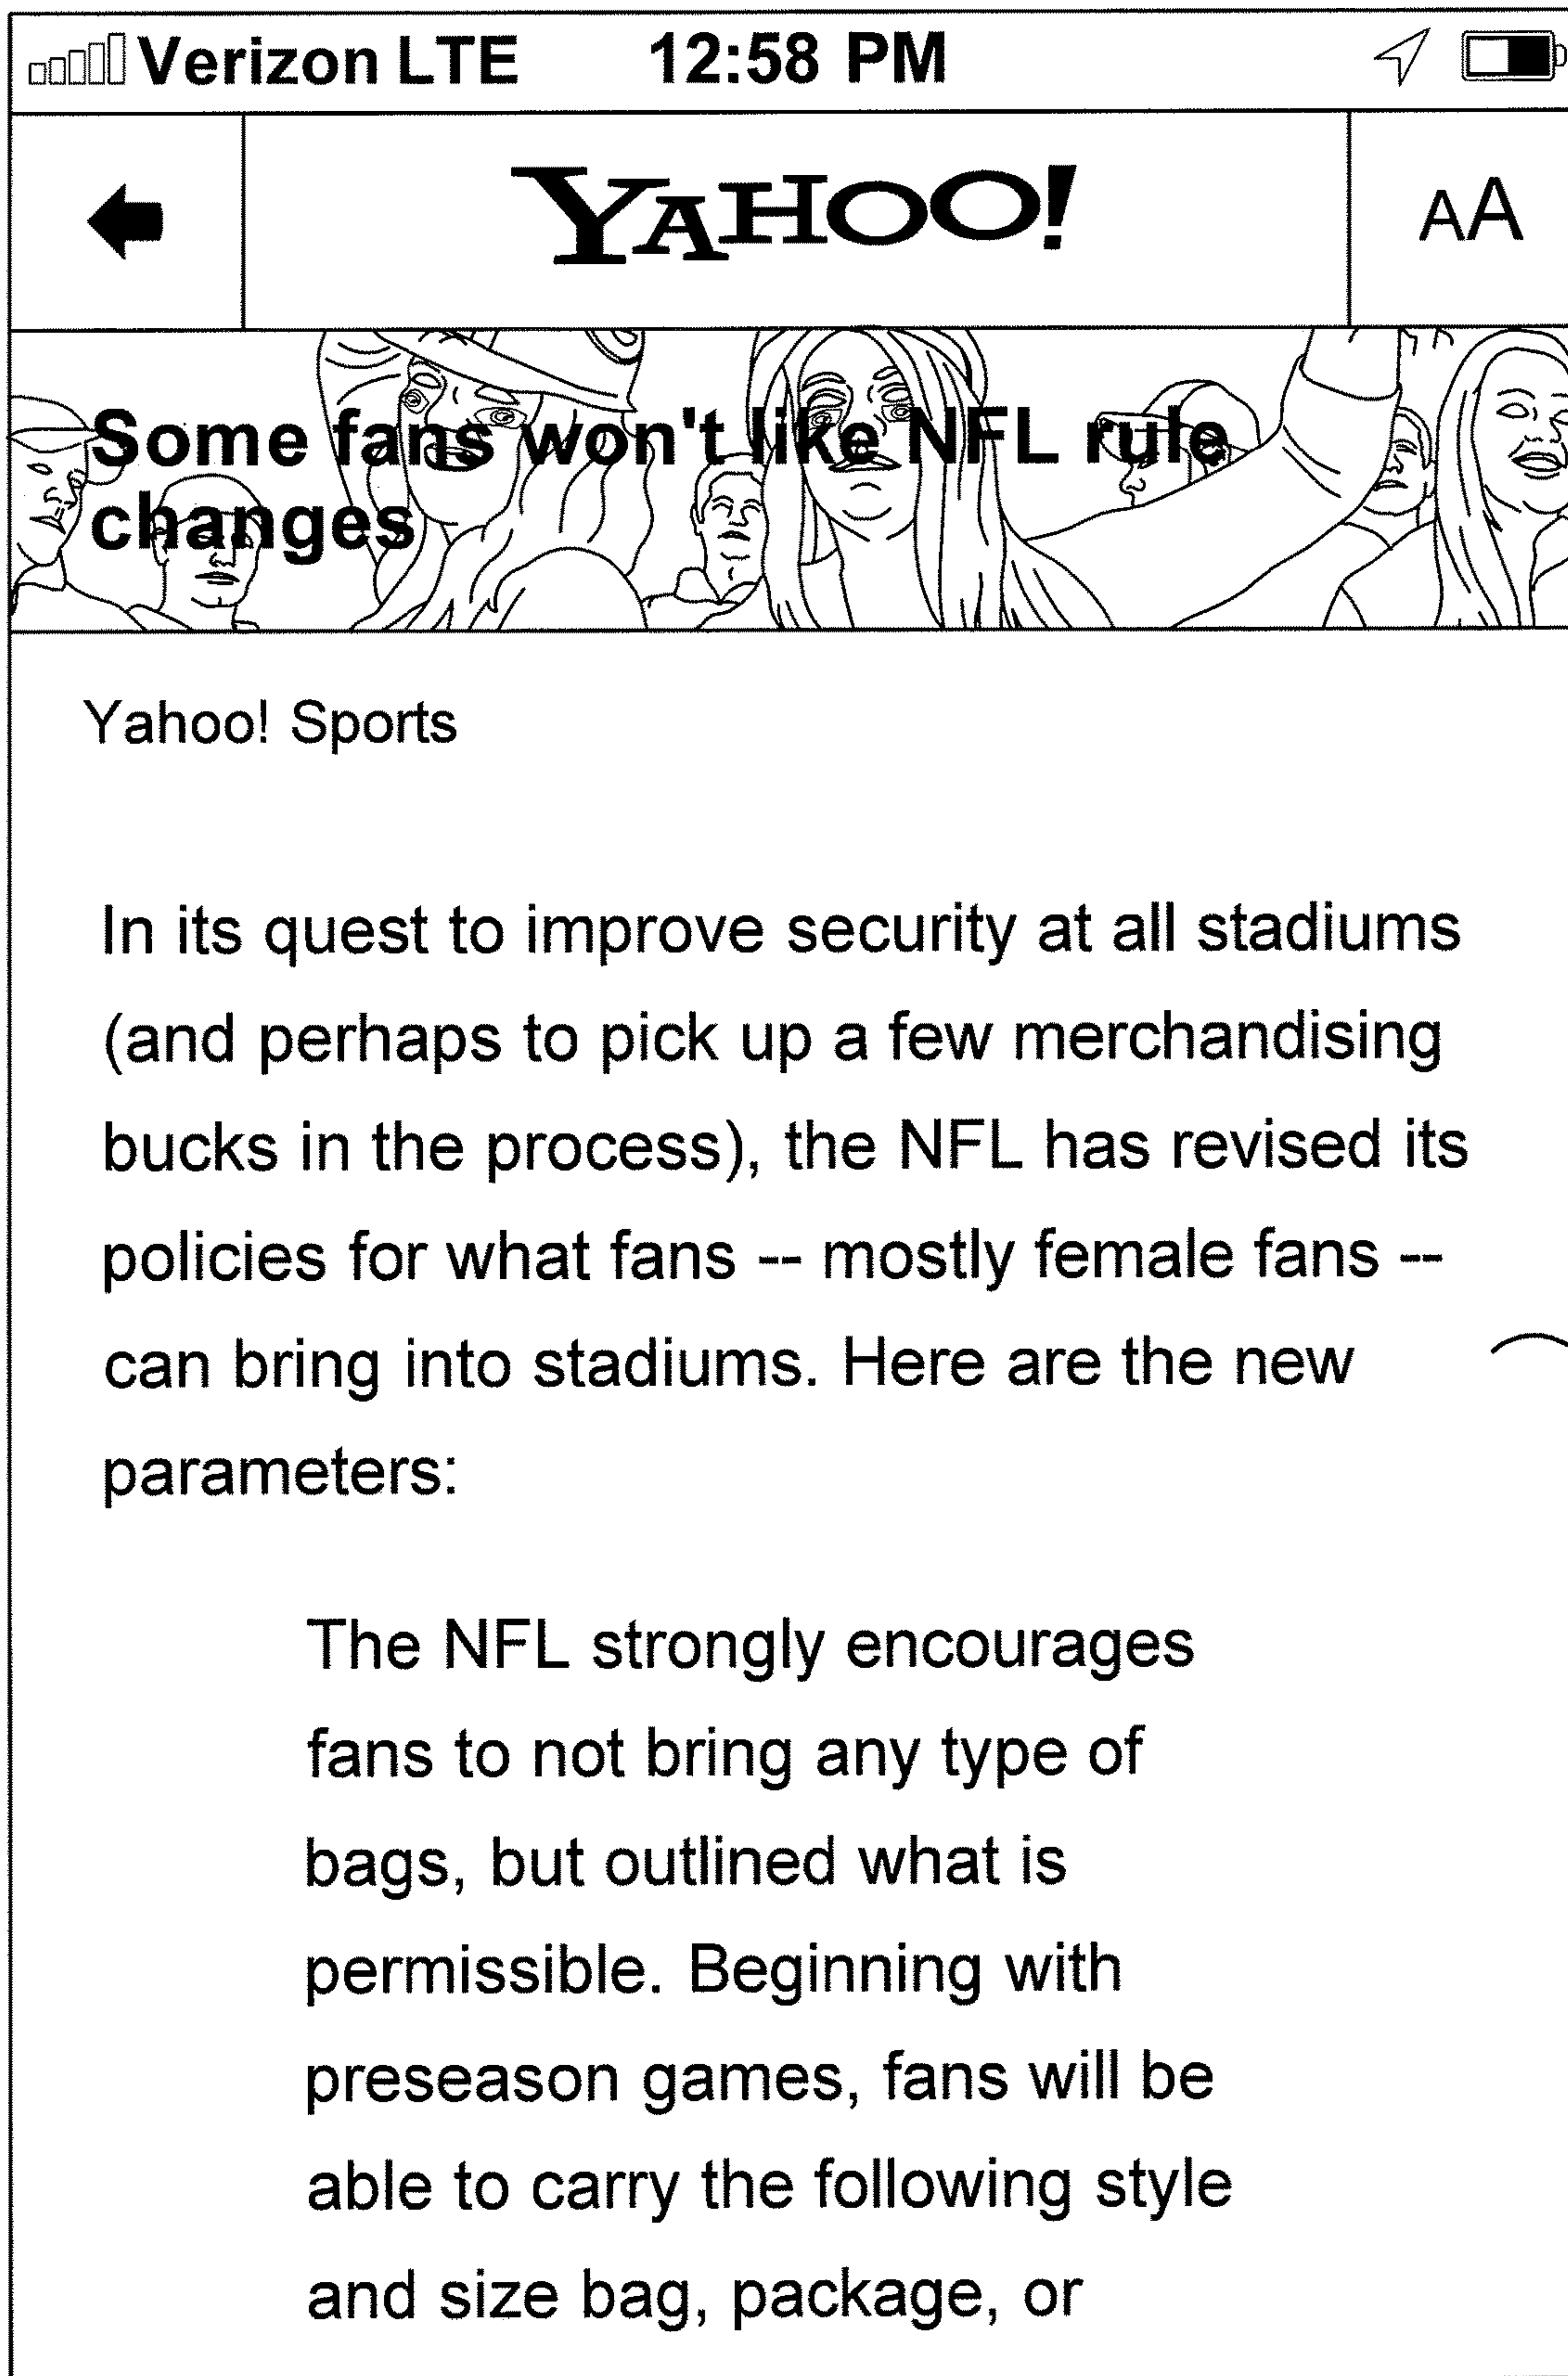 Verizon LTE 12:58 PM
YAHOO! AA
Some fans won't like NFL rule
changes
Yahoo! Sports
In its quest to improve security at all stadiums
(and perhaps to pick up a few merchandising
bucks in the process), the NFL has revised its
policies for what fans -- mostly female fans --
can bring into stadiums. Here are the new
parameters:
The NFL strongly encourages
fans to not bring any type of
bags, but outlined what is
permissible. Beginning with
preseason games, fans will be
able to carry the following style
and size bag, package, or